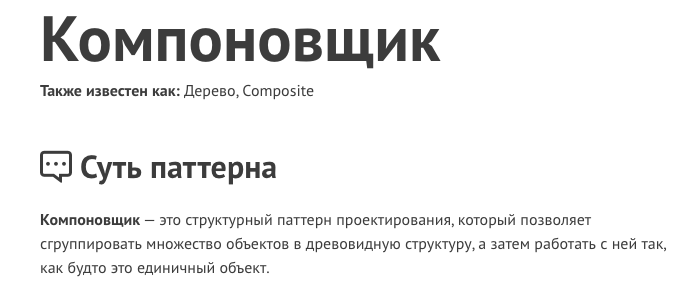 Компоновщик
Также известен как: Дерево, Composite
Суть паттерна
Компоновщик — это структурный паттерн проектирования, который позволяет
сгруппировать множество объектов в древовидную структуру, а затем работать с ней так,
как будто это единичный объект.